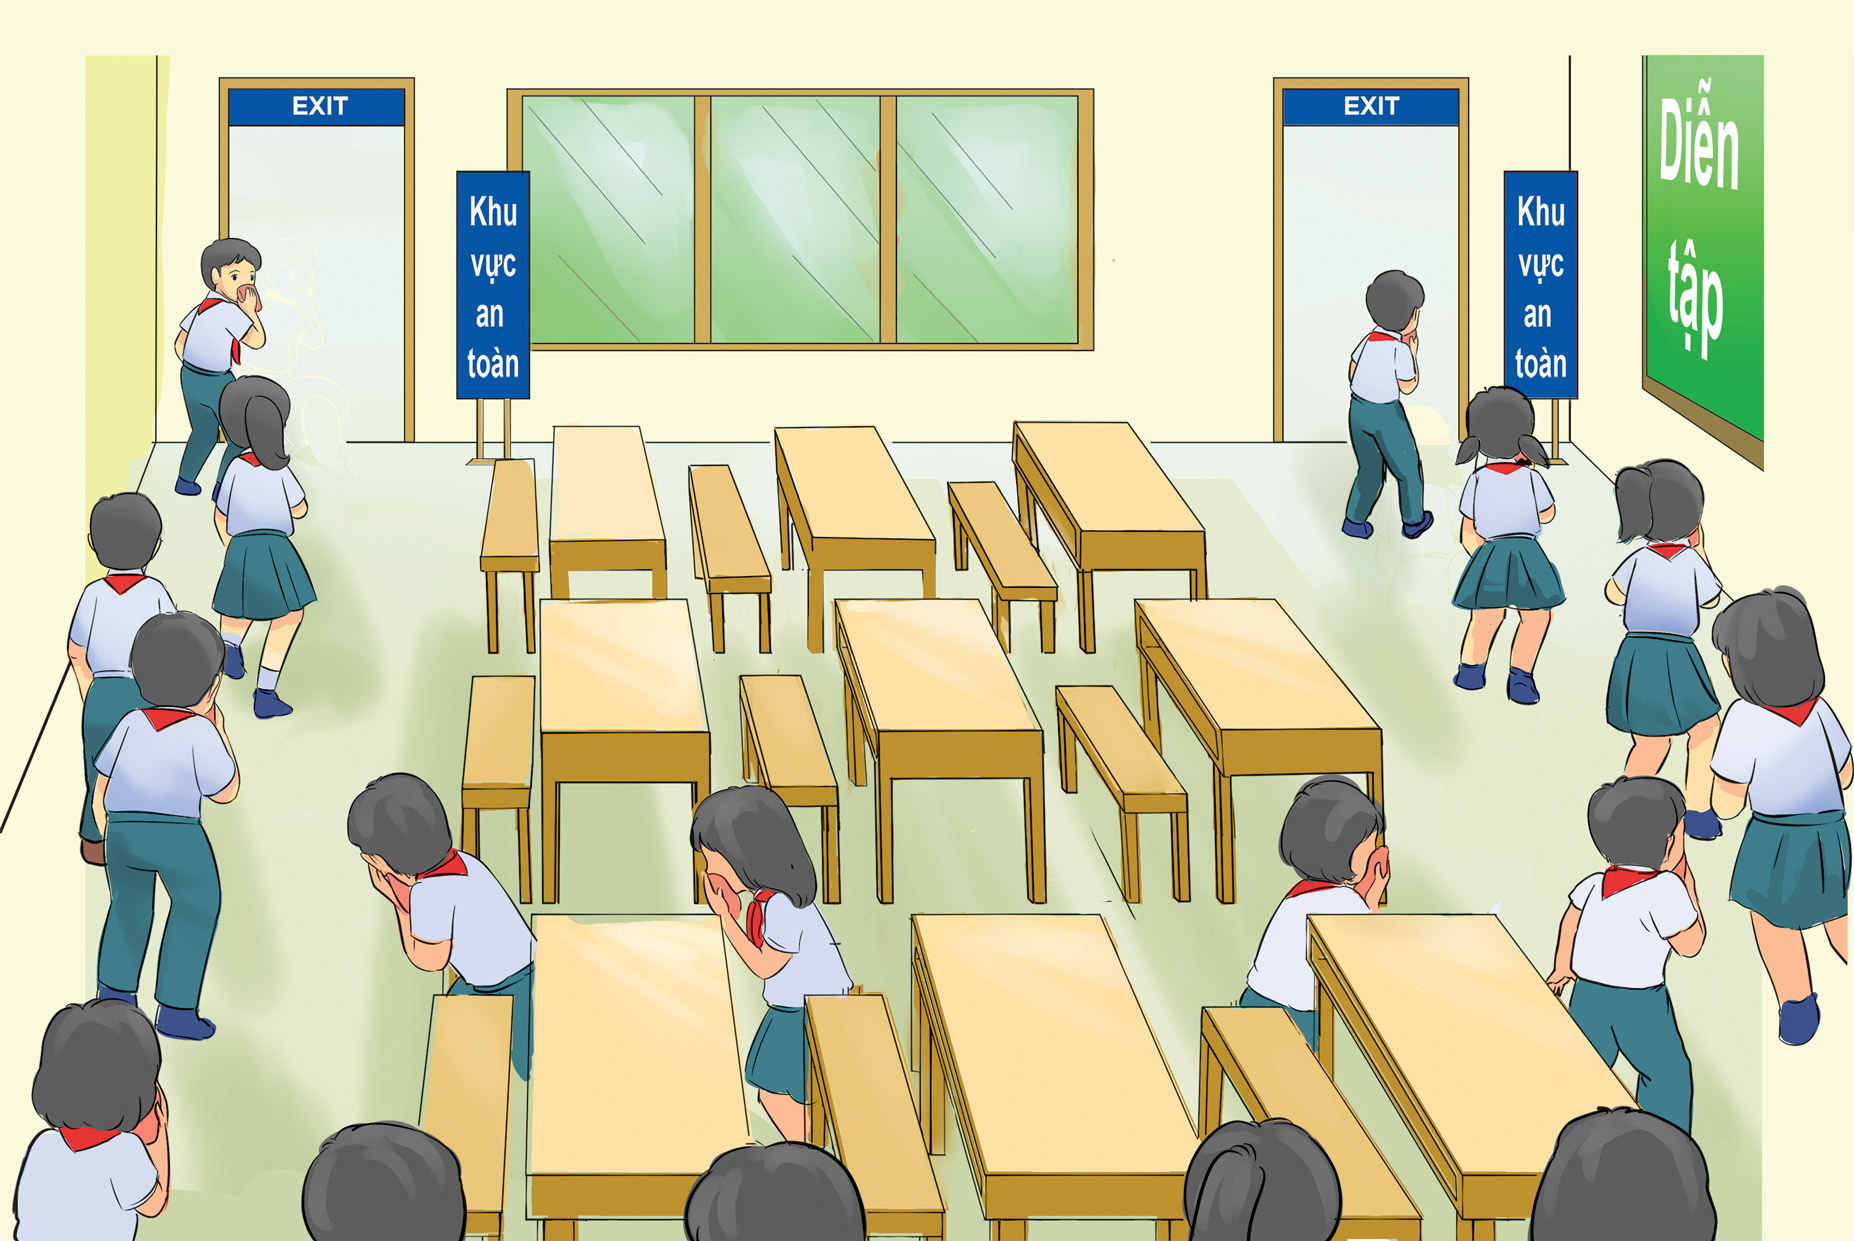 EXIT
Khu
vực
an
toàn
EXIT
Khu
vực
an
toàn
Diễn
tập